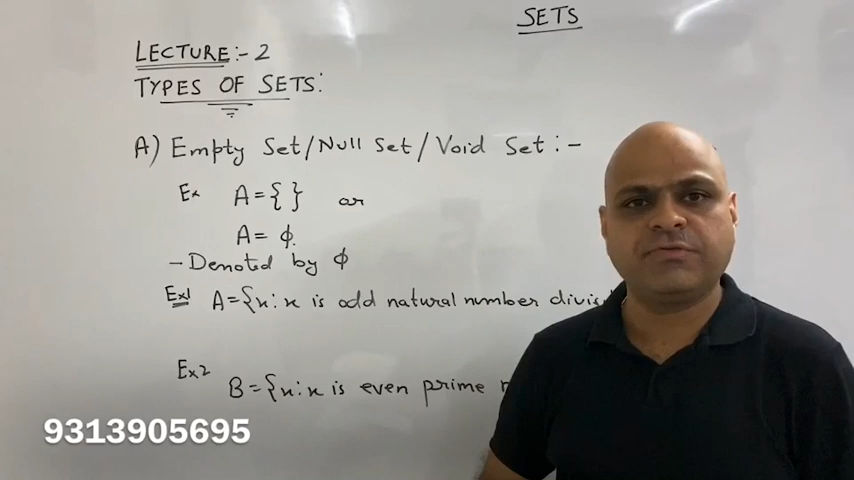 SETS
LECTURE:- 2
TYPES OF SETS:
A) Empty Set/Null Set/Void Set:-
Ex A={} or
A= ϕ.
- Denoted by ϕ
Ex1 A={x:x is odd natural number
Ex2
B={x:x is even prime
9313905695